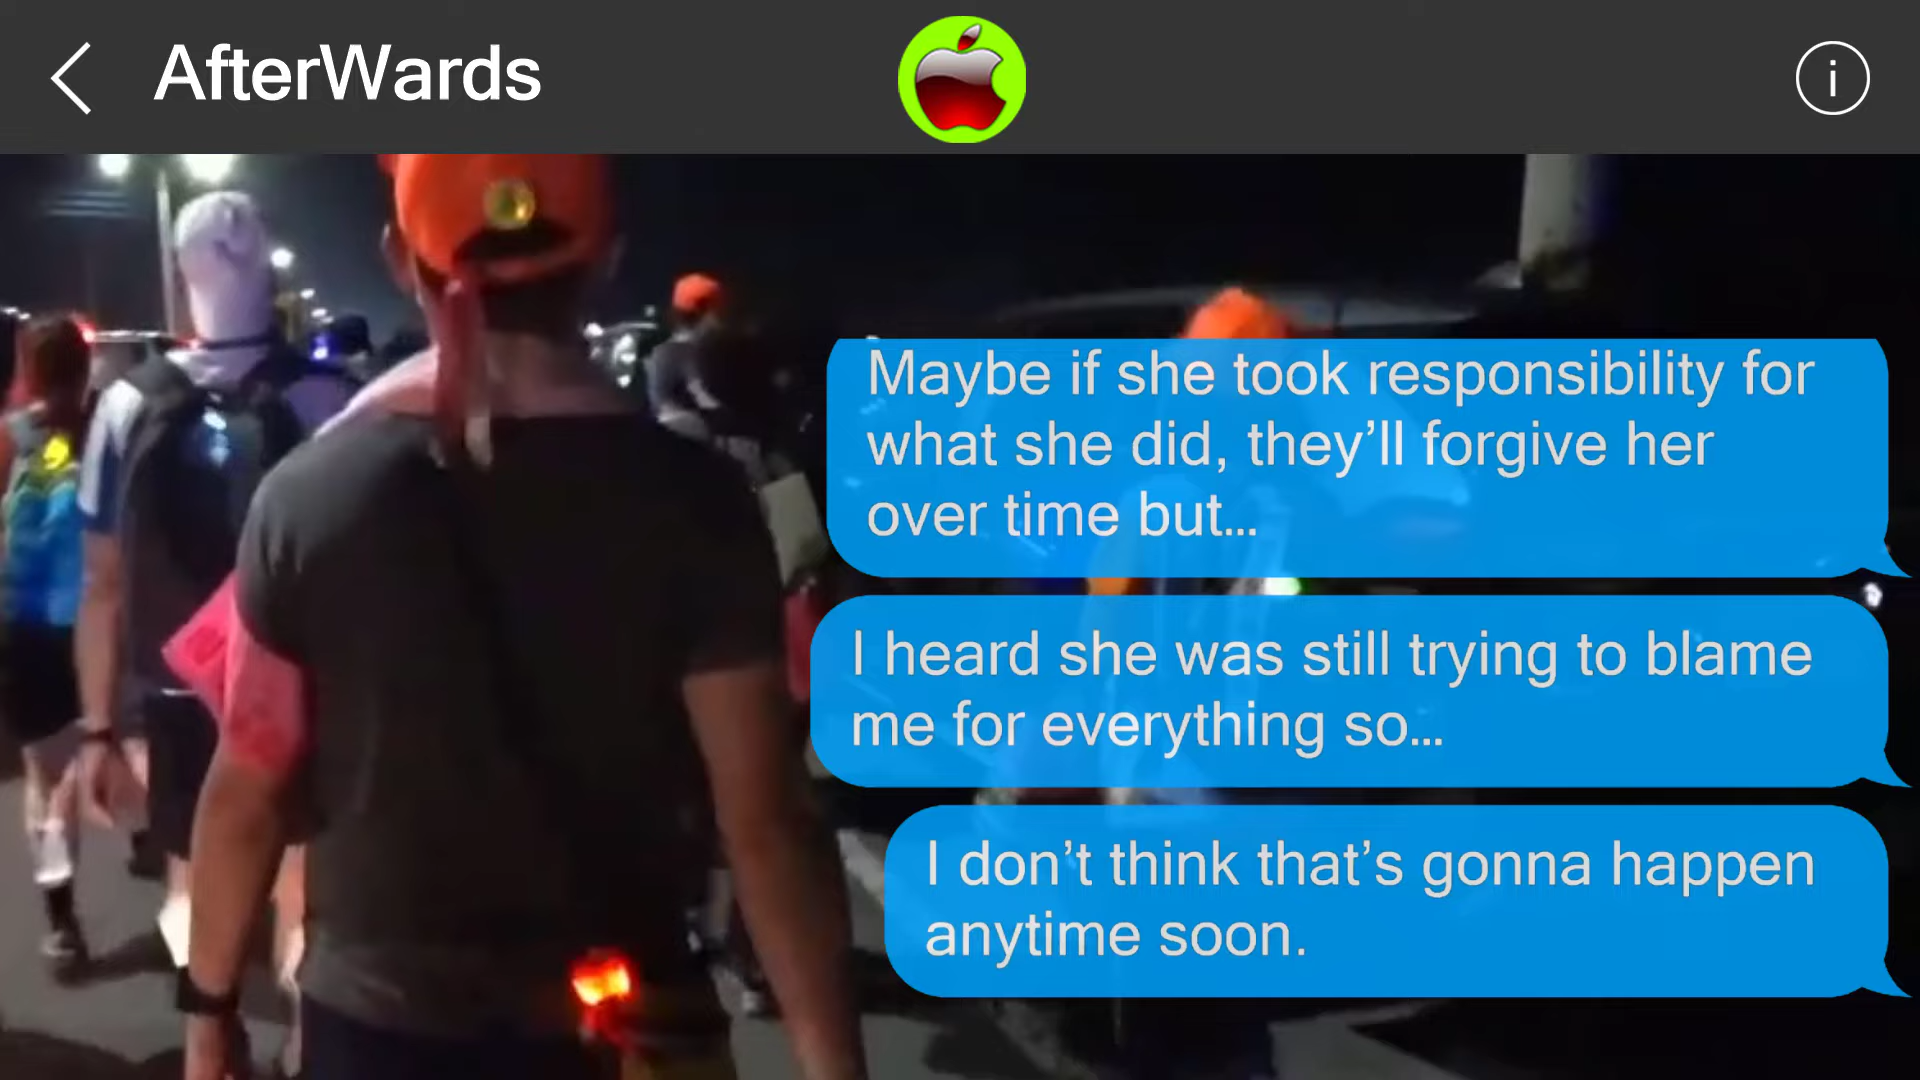 AfterWards
Maybe if she took responsibility for
what she did, they’ll forgive her
over time but...
I heard she was still trying to blame
me for everything so...
I don’t think that’s gonna happen
anytime soon.